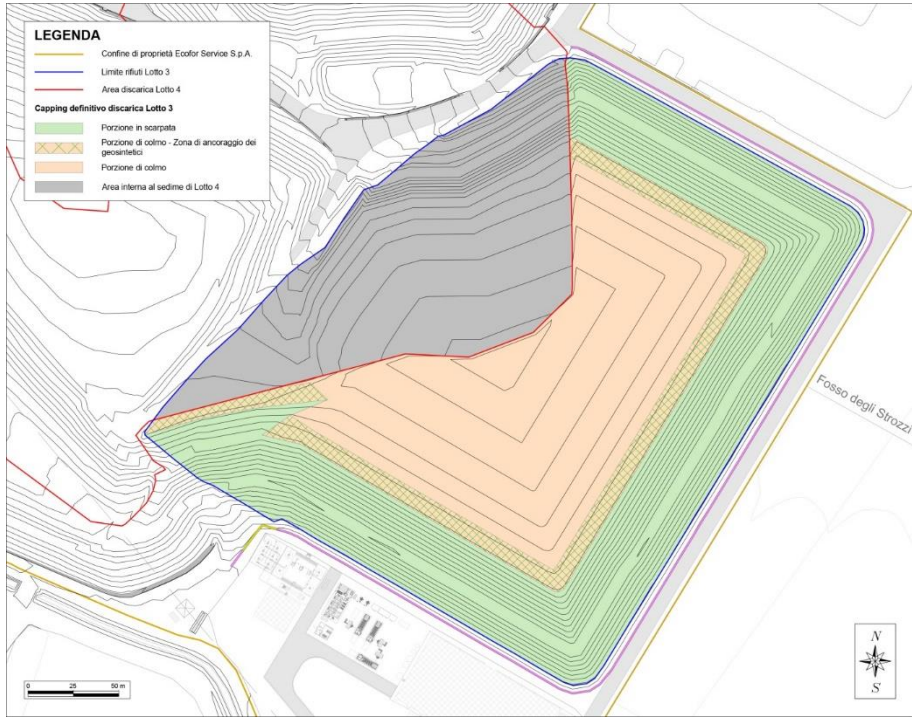 LEGENDA
Confine di proprietà Ecofor Service S.p.A.
Limite rifiuti Lotto 3
Area discarica Lotto 4
Capping definitivo discarica Lotto 3
Porzione in scarpata
Porzione di colmo - Zona di ancoraggio dei
geosintetici
Porzione di colmo
Area interna al sedime di Lotto 4
Fosso degli Strozzi
N
S
0 25 50 m